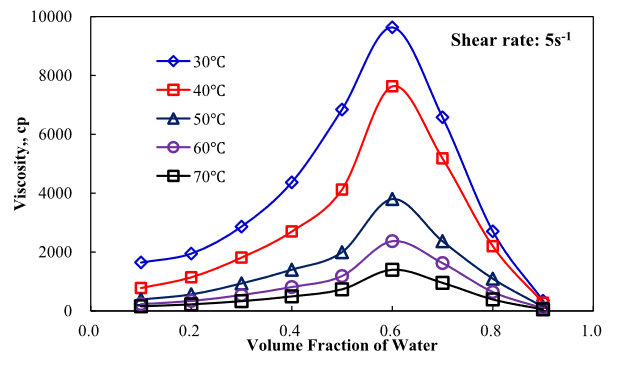 10000
8000
6000
4000
2000
0
Viscosity,, cp
Shear rate: 5s⁻¹
30℃
40℃
50℃
60℃
70℃
0.0 0.2 0.4 0.6 0.8 1.0
Volume Fraction of Water